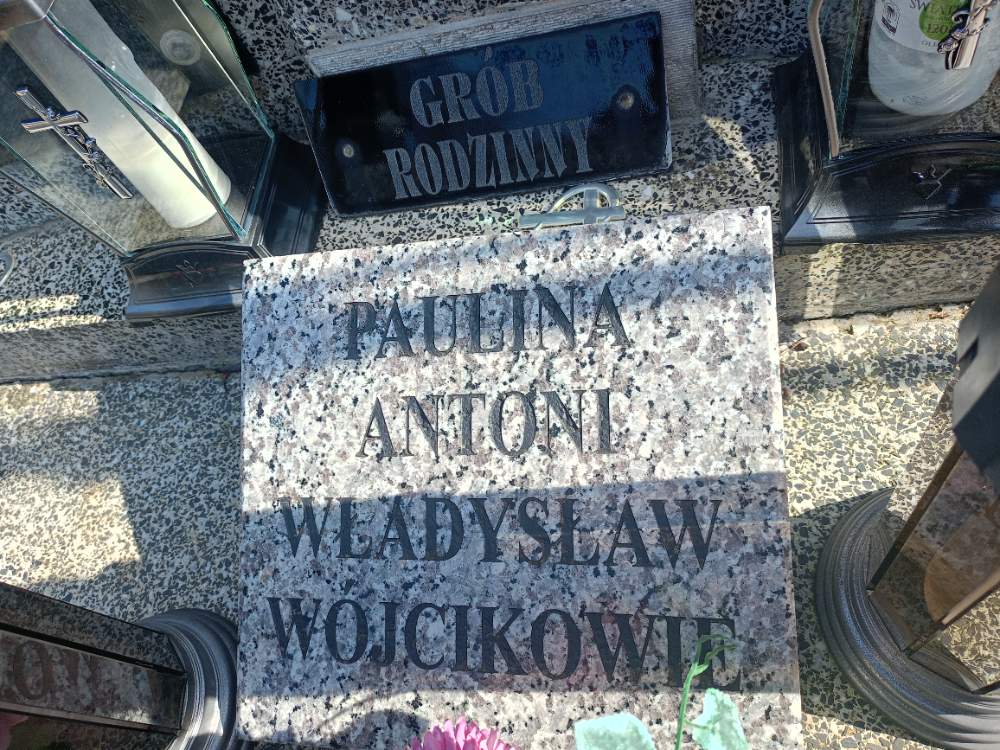 GRÓB
RODZINNY
PAULINA
ANTONI
WŁADYSŁAW
WÓJCIKOWIE